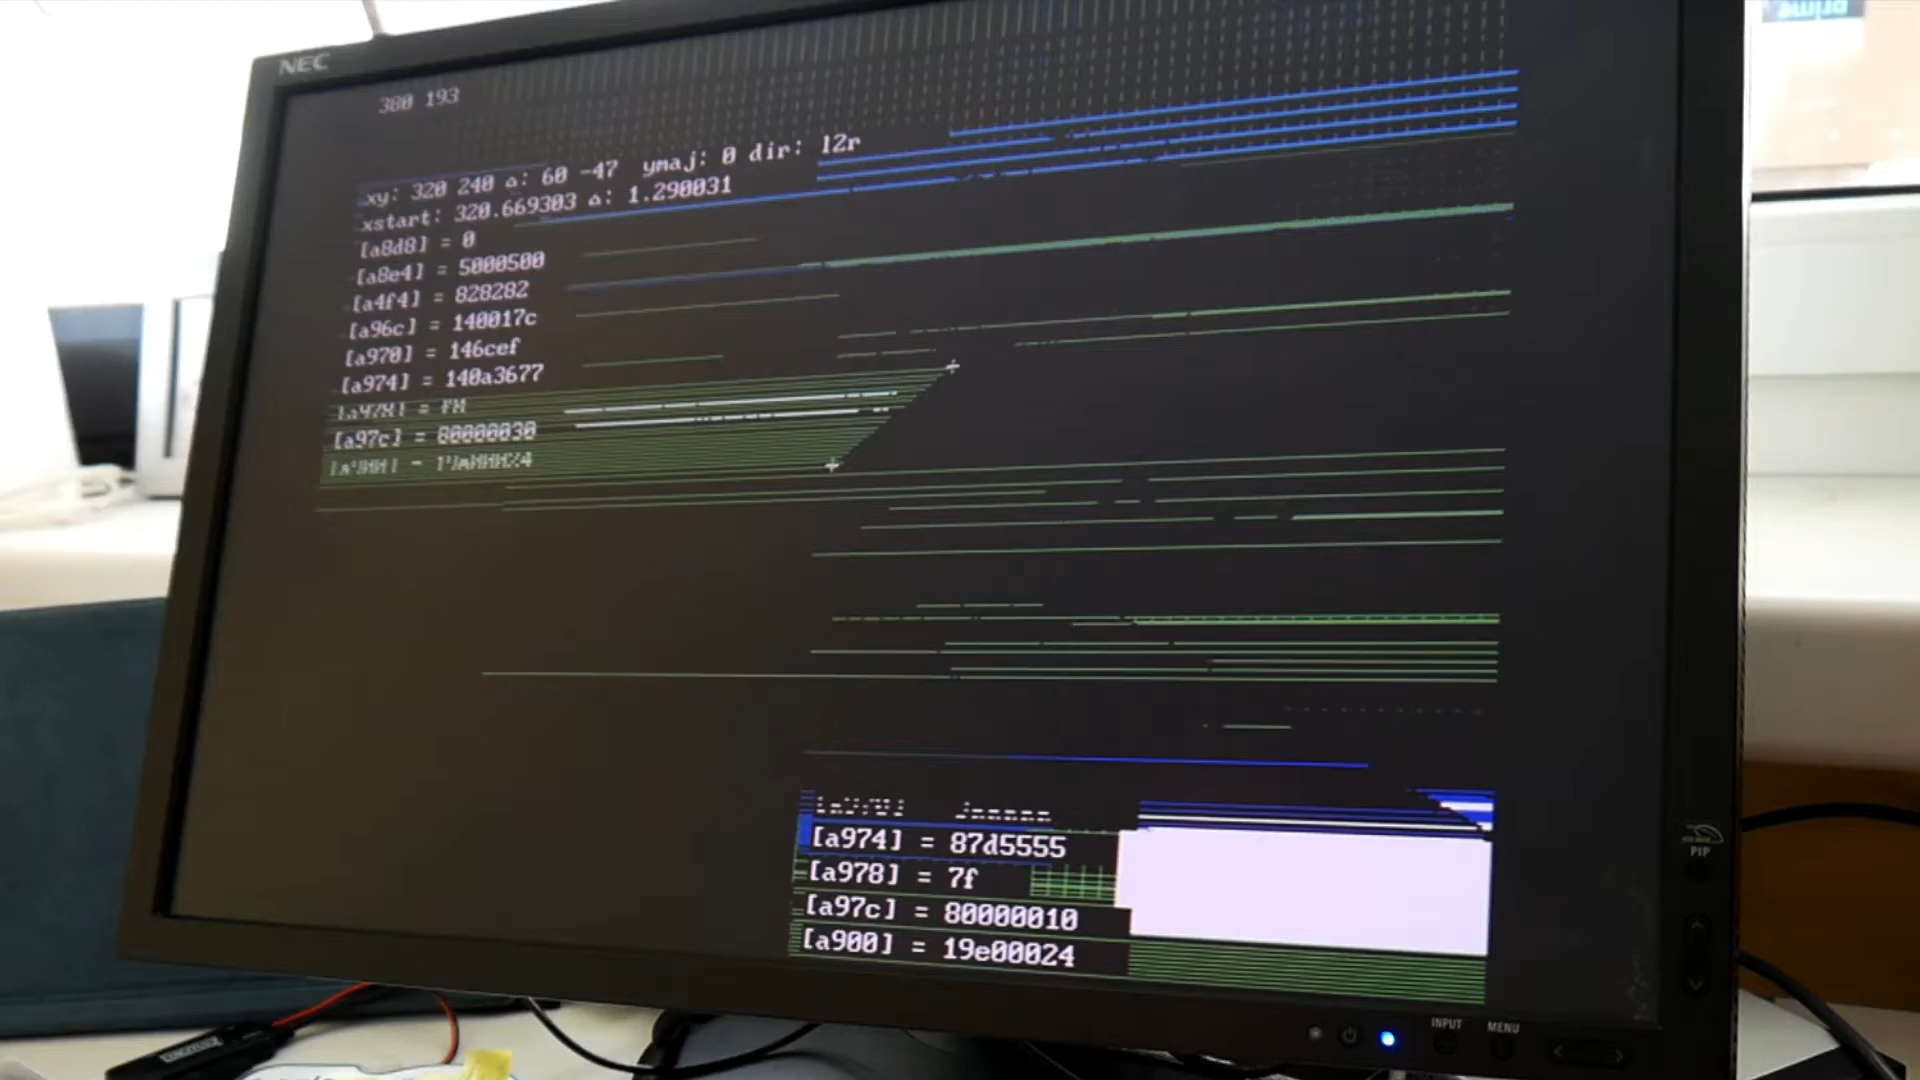 NEC
380 193
xy: 320 240 ▵: 60 -47 ymaj: 0 dir: l2r
xstart: 320.669303 ▵: 1.290031
[a8d8] = 0
[a8e4] = 5000500
[a4f4] = 828282
[a96c] = 140017c
[a970] = 146cef
[a974] = 140a3677
[a97c] = 80000030
[a974] = 87d5555
[a978] = 7f
[a97c] = 80000010
[a900] = 19e00024
PIP
INPUT MENU